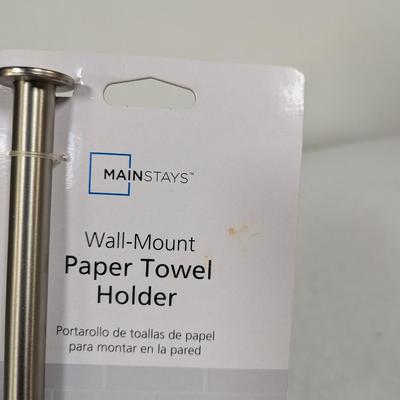 MAINSTAYS™
Wall-Mount
Paper Towel
Holder
Portarollo de toallas de papel
para montar en la pared